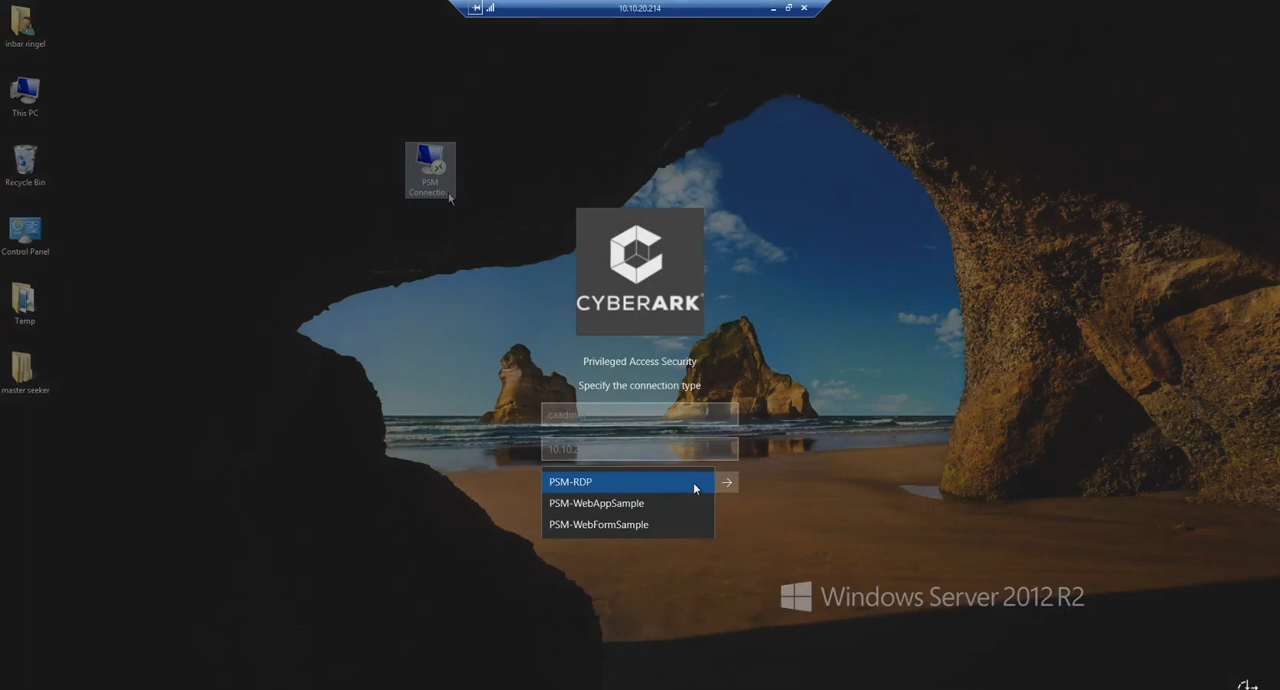 10.10.20.214
inbar ringel
This PC
Recycle Bin
Control Panel
Temp
master seeker
PSM
Connectio...
CYBERARK®
Privileged Access Security
Specify the connection type
PSM-RDP
PSM-WebAppSample
PSM-WebFormSample
Windows Server 2012 R2